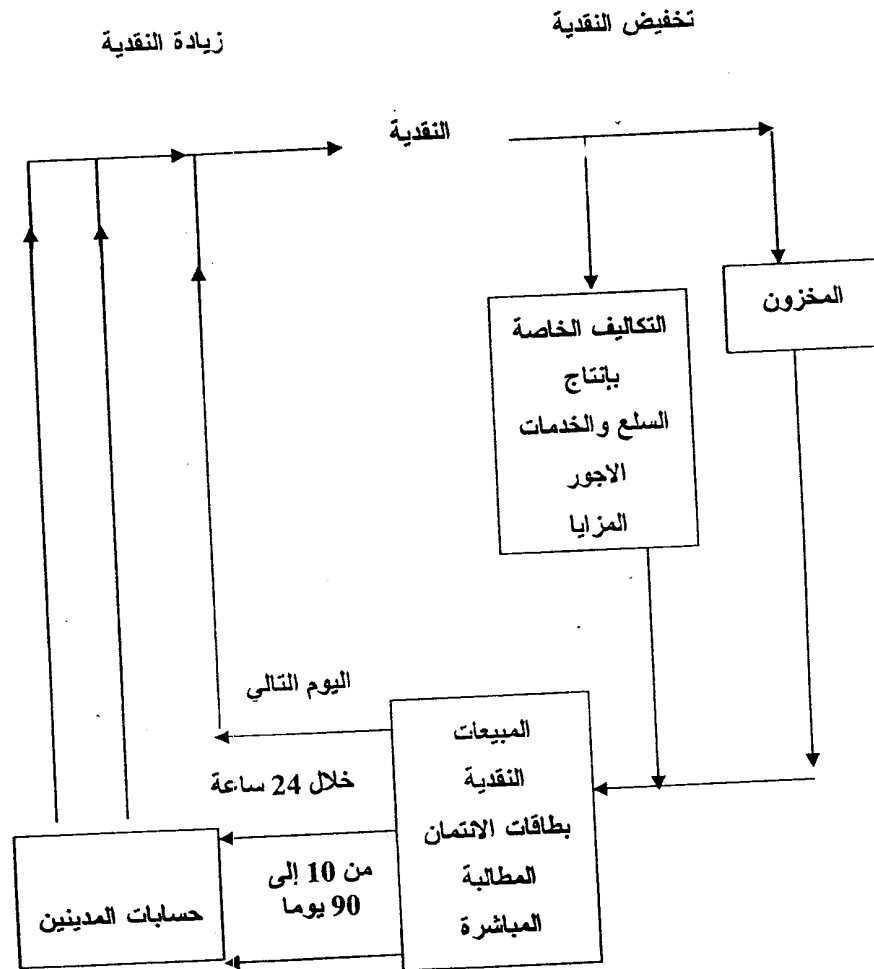 تخفيض النقدية
زيادة النقدية
النقدية
المخزون
التكاليف الخاصة
بإنتاج
السلع والخدمات
الاجور
المزايا
اليوم التالي
المبيعات
النقدية
بطاقات الائتمان
المطالبة
المباشرة
خلال 24 ساعة
من 10 إلى
90 يوما
حسابات المدينين